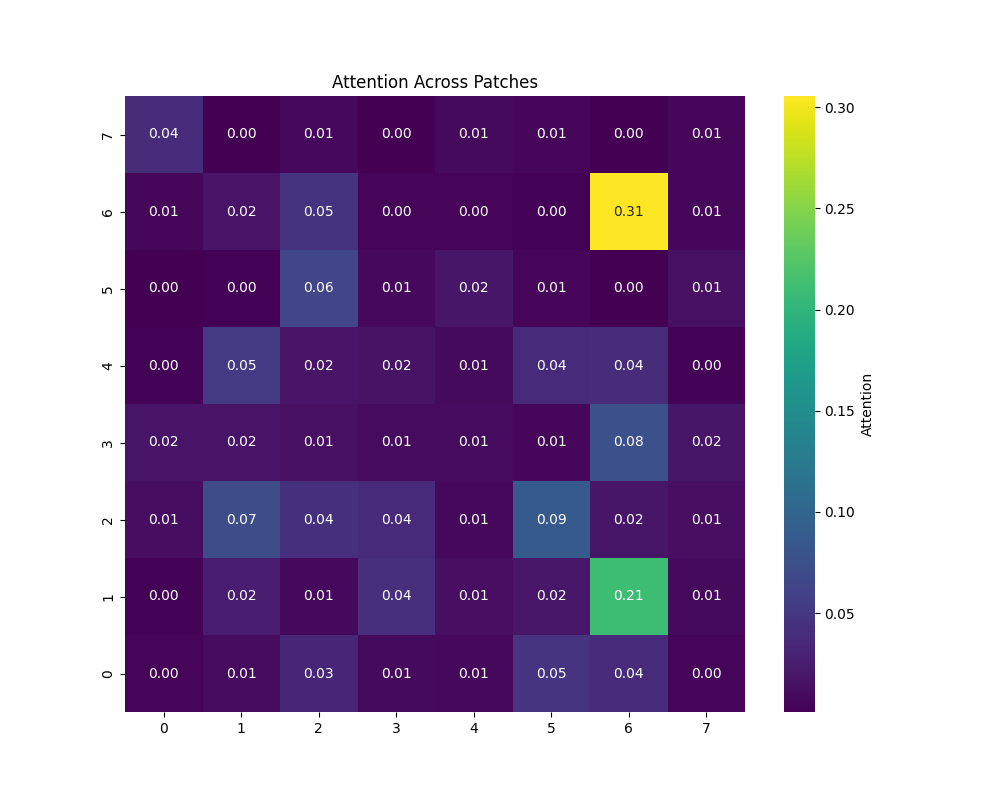 Attention Across Patches
7 0.04 0.00 0.01 0.00 0.01 0.01 0.00 0.01
6 0.01 0.02 0.05 0.00 0.00 0.00 0.31 0.01
5 0.00 0.00 0.06 0.01 0.02 0.01 0.00 0.01
4 0.00 0.05 0.02 0.02 0.01 0.04 0.04 0.00
3 0.02 0.02 0.01 0.01 0.01 0.01 0.08 0.02
2 0.01 0.07 0.04 0.04 0.01 0.09 0.02 0.01
1 0.00 0.02 0.01 0.04 0.01 0.02 0.21 0.01
0 0.00 0.01 0.03 0.01 0.01 0.05 0.04 0.00
0 1 2 3 4 5 6 7
0.30
0.25
0.20
0.15
0.10
0.05
Attention